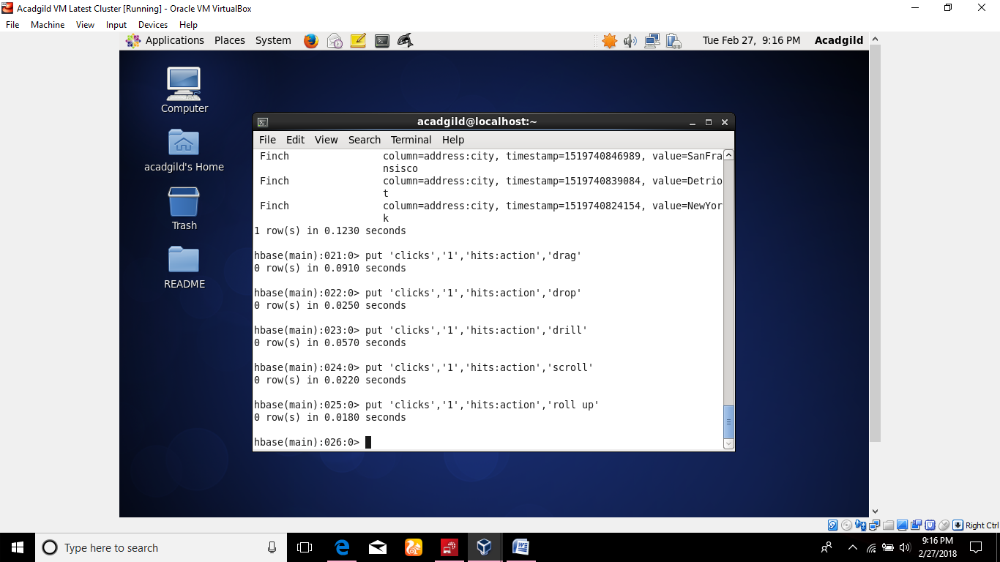 Acadgild VM Latest Cluster [Running] - Oracle VM VirtualBox
File Machine View Input Devices Help
Applications Places System Tue Feb 27, 9:16 PM Acadgild
Computer
acadgild's Home
Trash
README
acadgild@localhost:~
File Edit View Search Terminal Help
Finch column=address:city, timestamp=1519740846989, value=SanFra
nsisco
Finch column=address:city, timestamp=1519740839084, value=Detrio
t
Finch column=address:city, timestamp=1519740824154, value=NewYor
k
1 row(s) in 0.1230 seconds
hbase(main):021:0> put 'clicks','1','hits:action','drag'
0 row(s) in 0.0910 seconds
hbase(main):022:0> put 'clicks','1','hits:action','drop'
0 row(s) in 0.0250 seconds
hbase(main):023:0> put 'clicks','1','hits:action','drill'
0 row(s) in 0.0570 seconds
hbase(main):024:0> put 'clicks','1','hits:action','scroll'
0 row(s) in 0.0220 seconds
hbase(main):025:0> put 'clicks','1','hits:action','roll up'
0 row(s) in 0.0180 seconds
hbase(main):026:0>
Right Ctrl
Type here to search
9:16 PM
2/27/2018